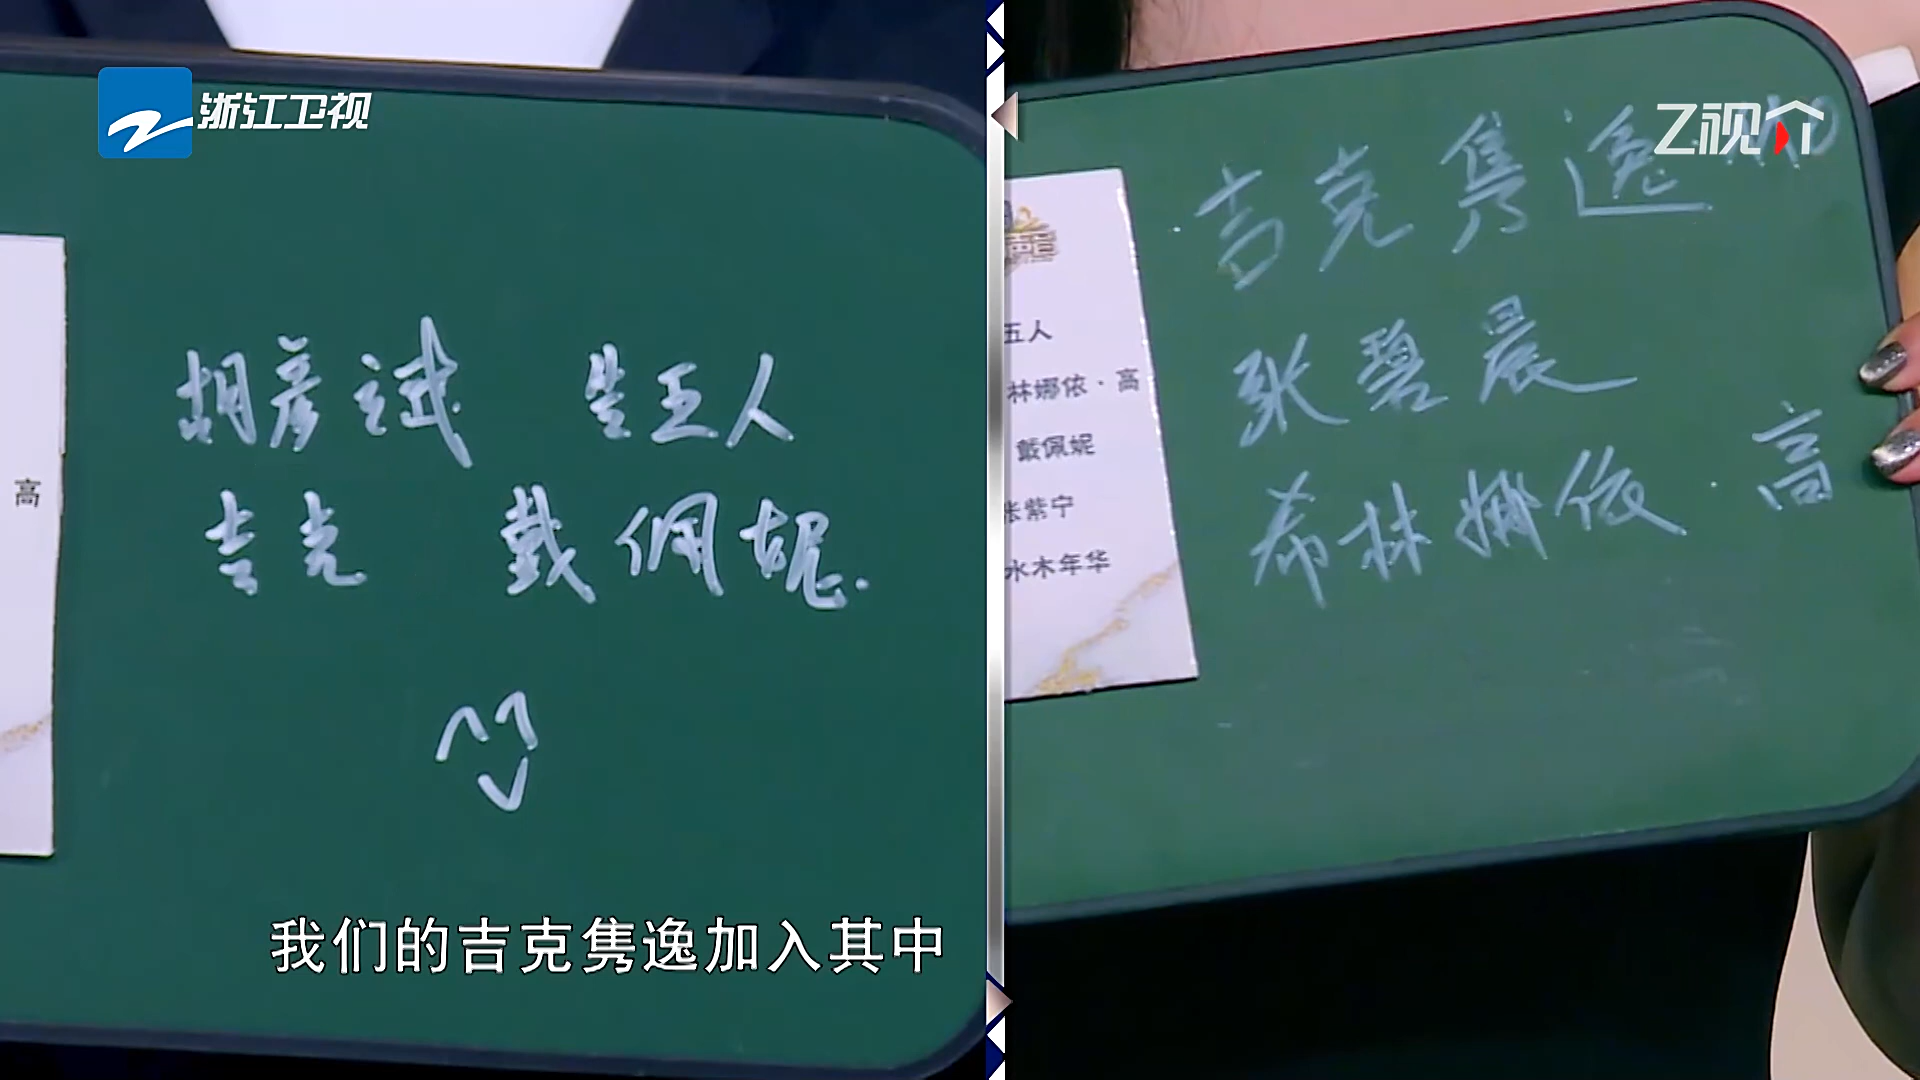 浙江卫视
高
胡彦斌 告五人
吉克 戴佩妮.
我们的吉克隽逸加入其中
Z视介
吉克隽逸
张碧晨
希林娜依·高
五人
林娜依·高
戴佩妮
张紫宁
水木年华